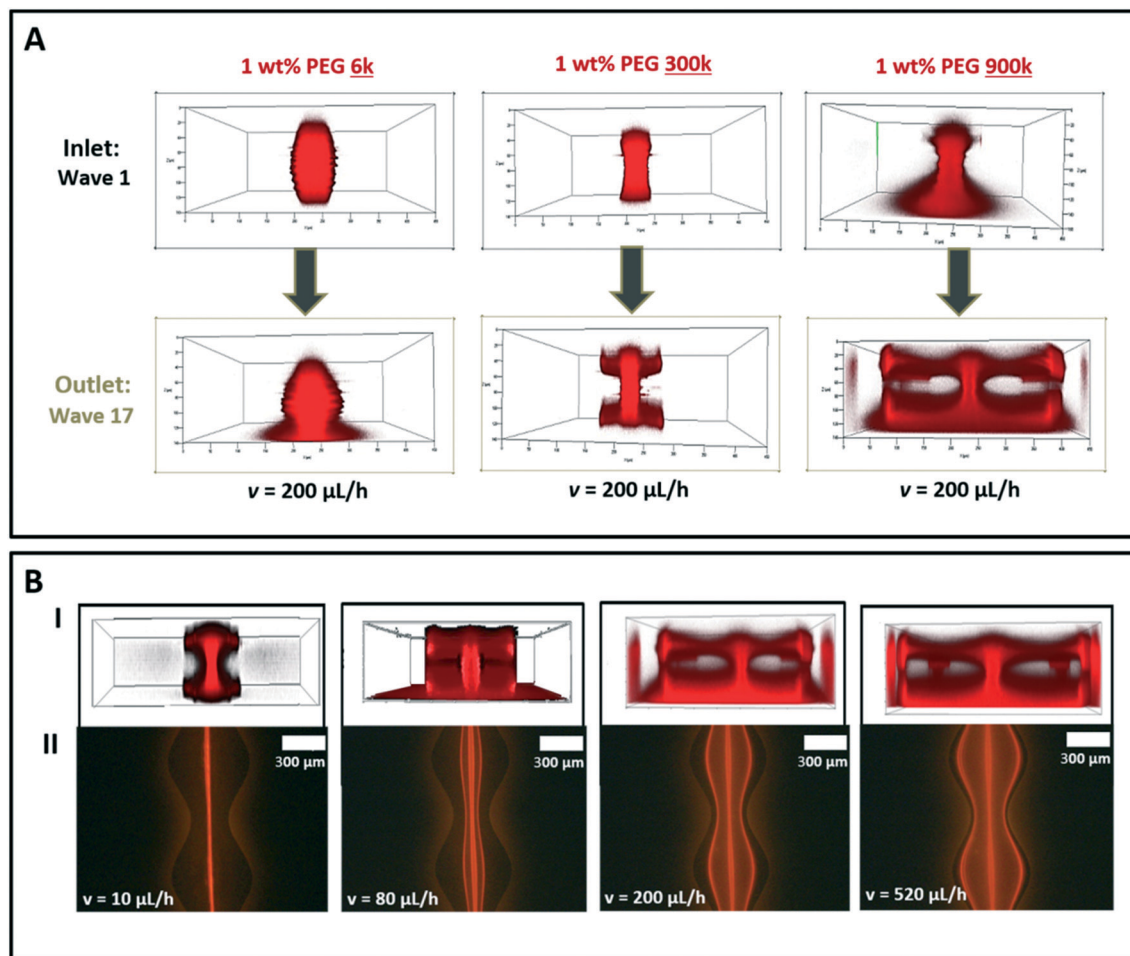 A
1 wt% PEG 6k
1 wt% PEG 300k
1 wt% PEG 900k
Inlet:
Wave 1
Outlet:
Wave 17
v = 200 µL/h
v = 200 µL/h
v = 200 µL/h
B
I
II
300 µm
300 µm
300 µm
300 µm
v = 10 µL/h
v = 80 µL/h
v = 200 µL/h
v = 520 µL/h